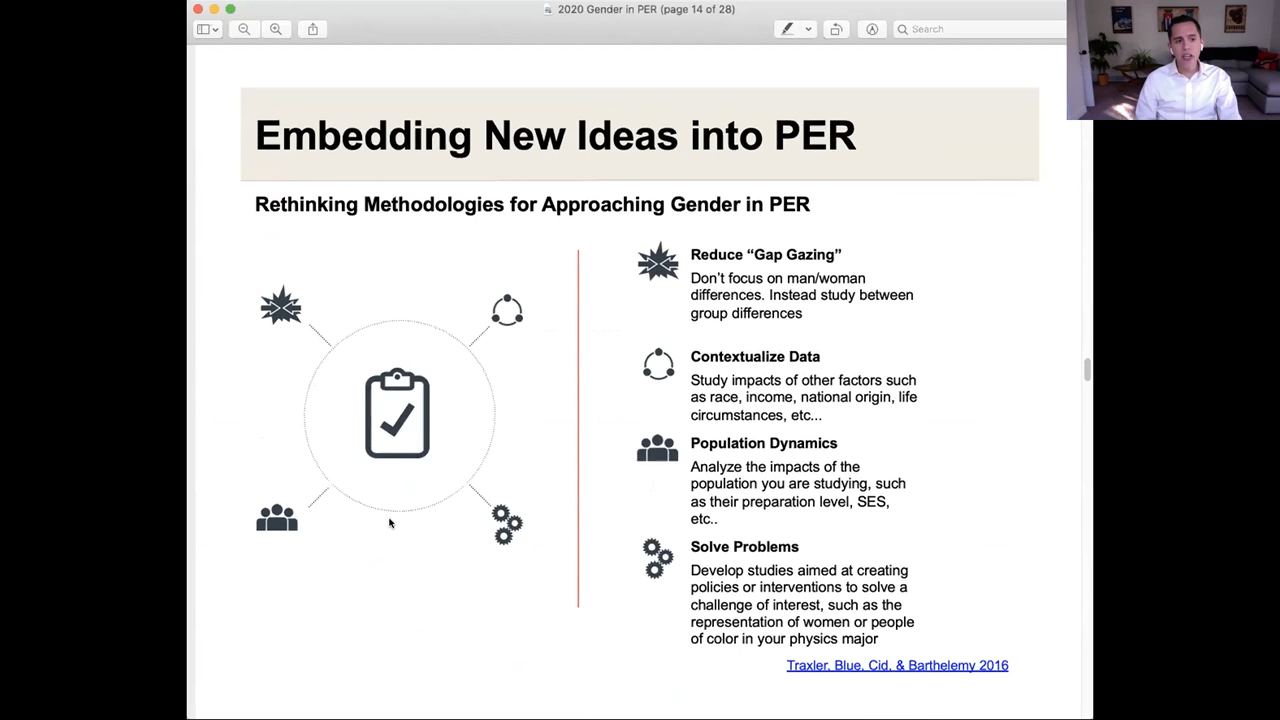 2020 Gender in PER (page 14 of 28)
Search
Embedding New Ideas into PER
Rethinking Methodologies for Approaching Gender in PER
Reduce “Gap Gazing”
Don’t focus on man/woman
differences. Instead study between
group differences
Contextualize Data
Study impacts of other factors such
as race, income, national origin, life
circumstances, etc...
Population Dynamics
Analyze the impacts of the
population you are studying, such
as their preparation level, SES,
etc..
Solve Problems
Develop studies aimed at creating
policies or interventions to solve a
challenge of interest, such as the
representation of women or people
of color in your physics major
Traxler, Blue, Cid, & Barthelemy 2016